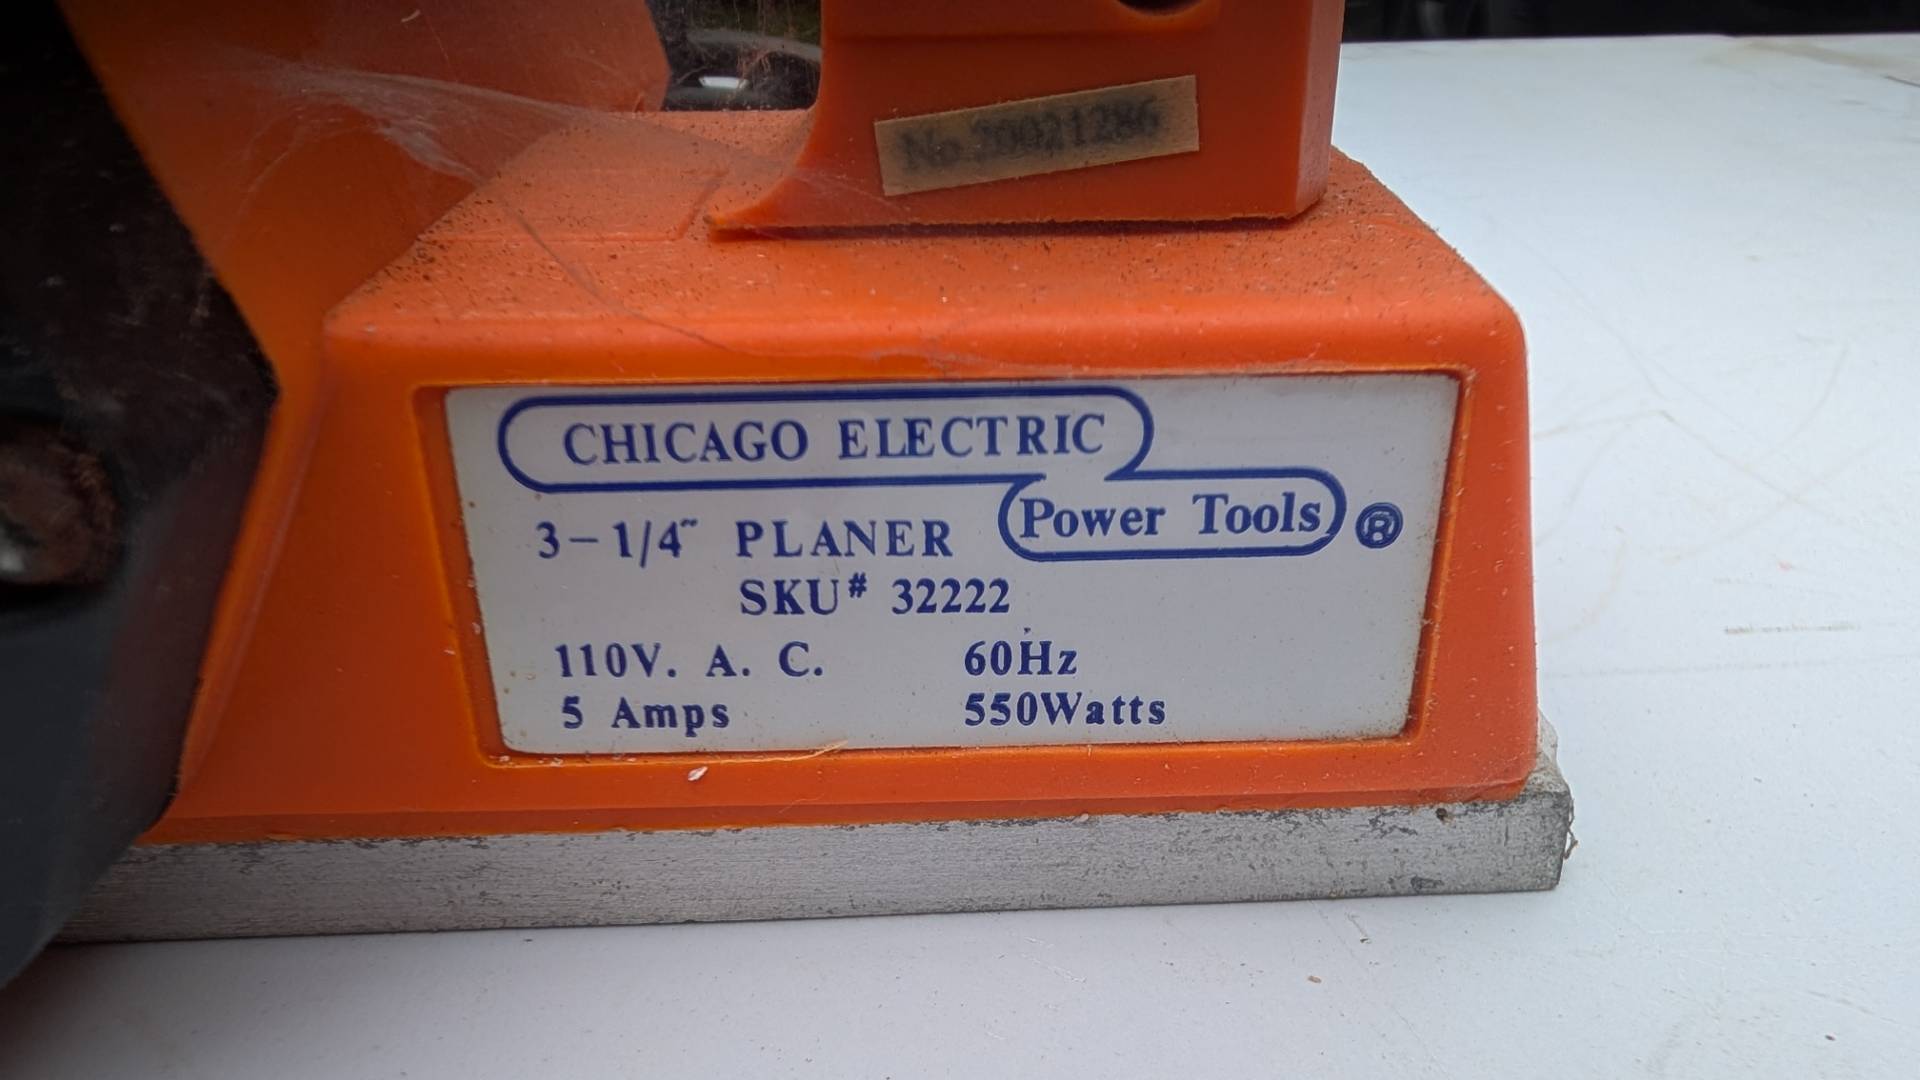 No.20021286
CHICAGO ELECTRIC
Power Tools ®
3-1/4" PLANER
SKU# 32222
110V. A. C. 60Hz
5 Amps 550Watts